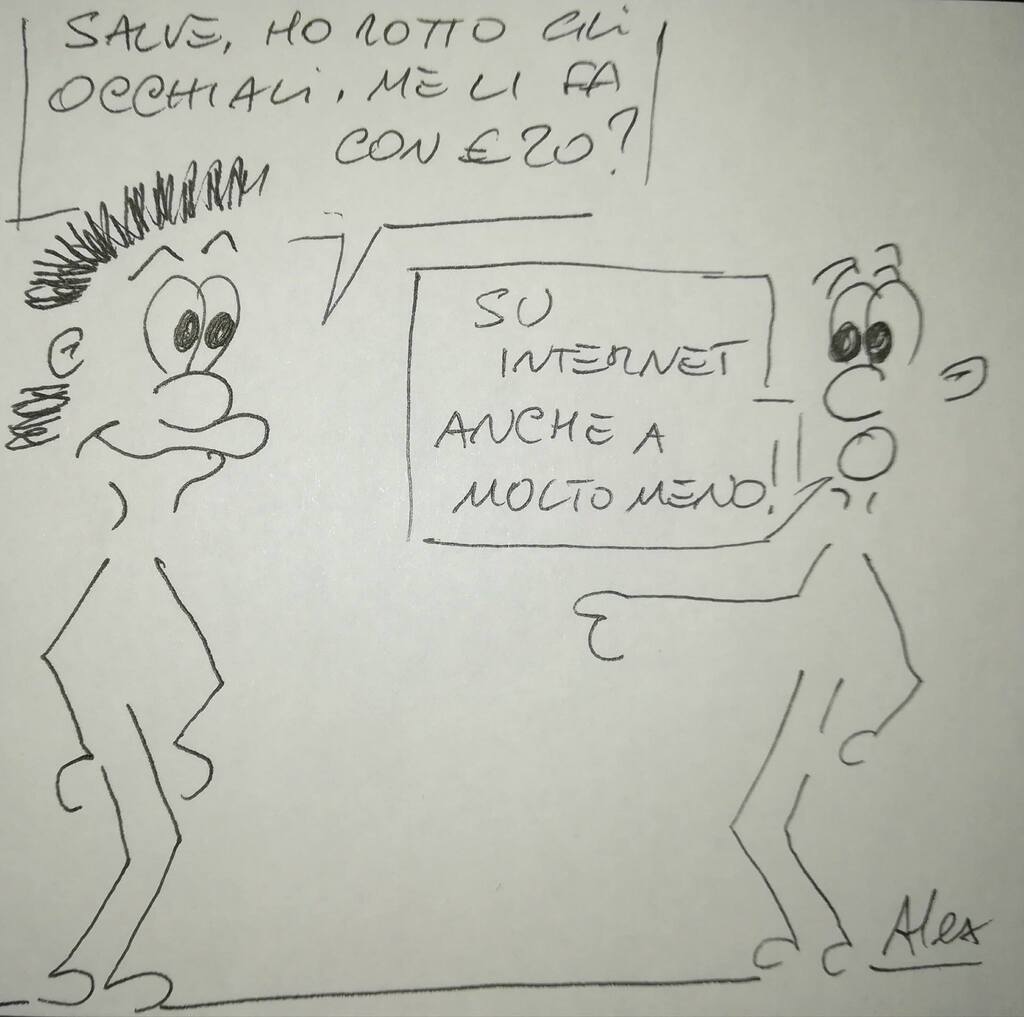 SALVE, HO ROTTO GLI
OCCHIALI. ME LI FA
CON € 20?
SU
INTERNET
ANCHE A
MOLTO MENO!!
Alex